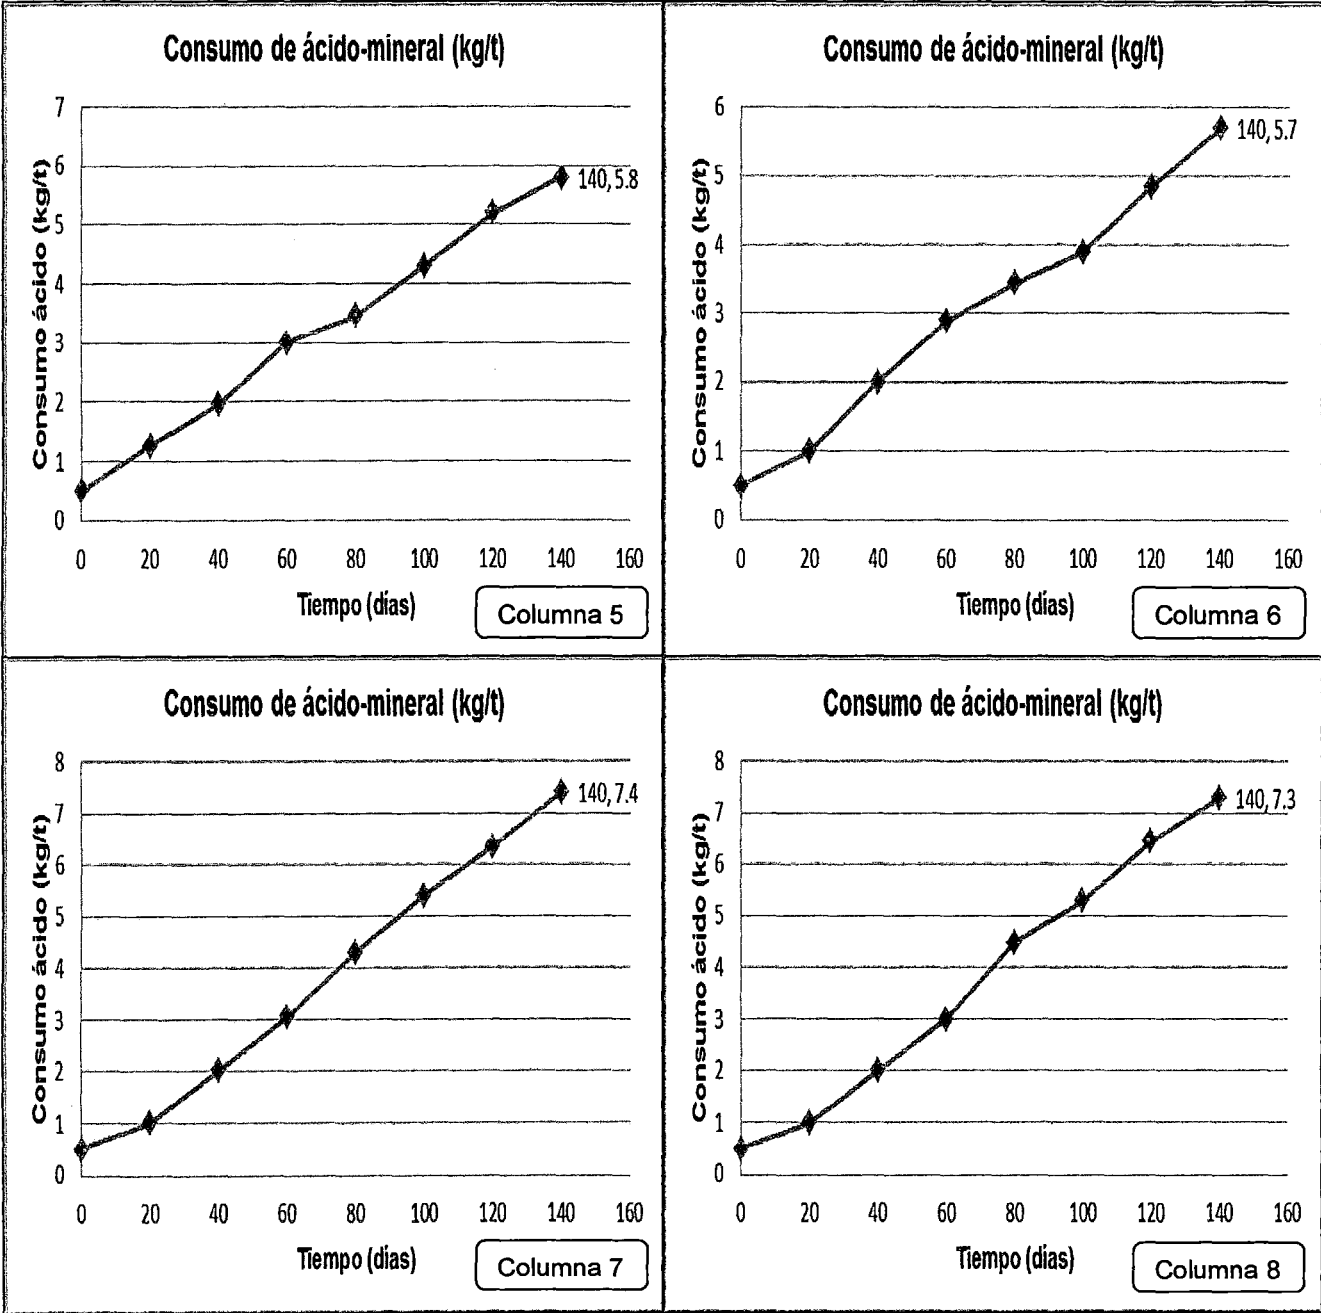 Consumo de ácido-mineral (kg/t)
Consumo ácido (kg/t)
7
6
5
4
3
2
1
0
140, 5.8
0 20 40 60 80 100 120 140 160
Tiempo (días)
Columna 5
Consumo de ácido-mineral (kg/t)
Consumo ácido (kg/t)
6
5
4
3
2
1
0
140, 5.7
0 20 40 60 80 100 120 140 160
Tiempo (días)
Columna 6
Consumo de ácido-mineral (kg/t)
Consumo ácido (kg/t)
8
7
6
5
4
3
2
1
0
140, 7.4
0 20 40 60 80 100 120 140 160
Tiempo (días)
Columna 7
Consumo de ácido-mineral (kg/t)
Consumo ácido (kg/t)
8
7
6
5
4
3
2
1
0
140, 7.3
0 20 40 60 80 100 120 140 160
Tiempo (días)
Columna 8